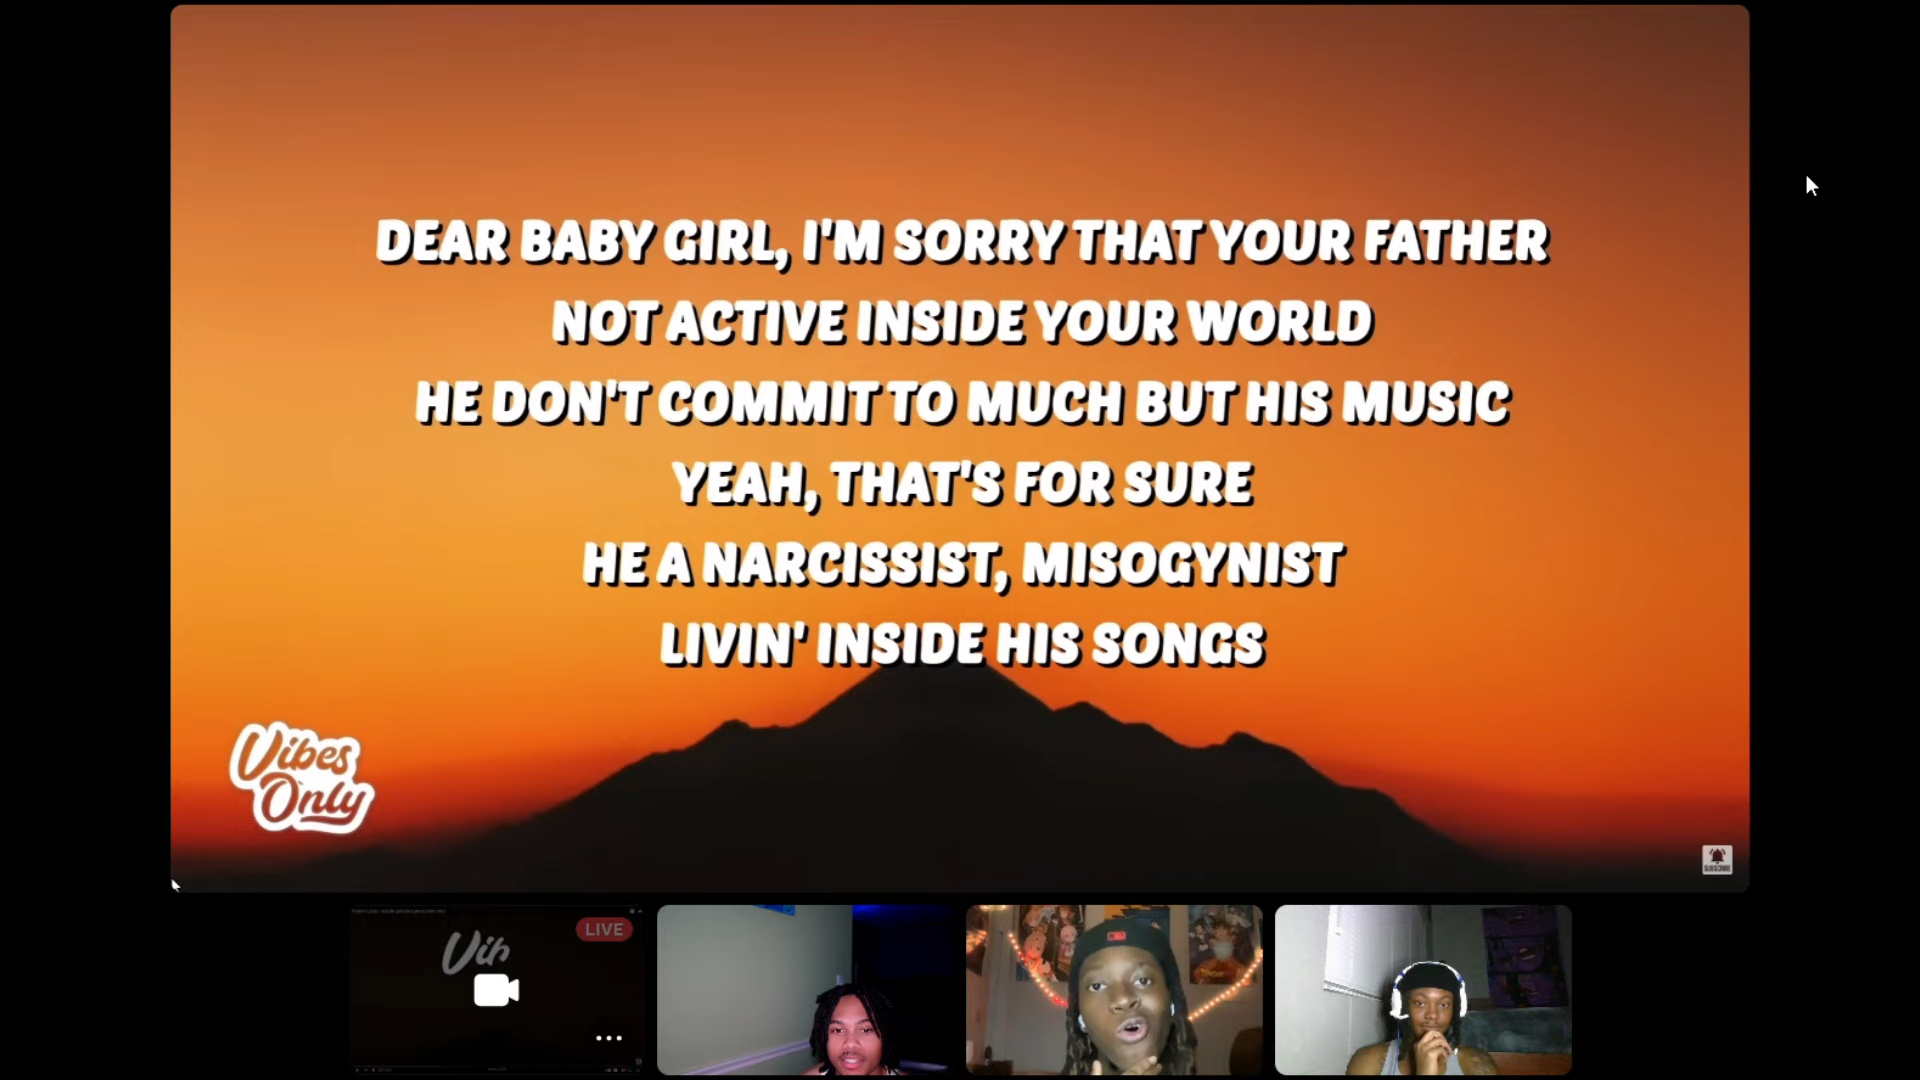 DEAR BABY GIRL, I'M SORRY THAT YOUR FATHER
NOT ACTIVE INSIDE YOUR WORLD
HE DON'T COMMIT TO MUCH BUT HIS MUSIC
YEAH, THAT'S FOR SURE
HE A NARCISSIST, MISOGYNIST
LIVIN' INSIDE HIS SONGS
Vibes
Only
SUBSCRIBE
LIVE